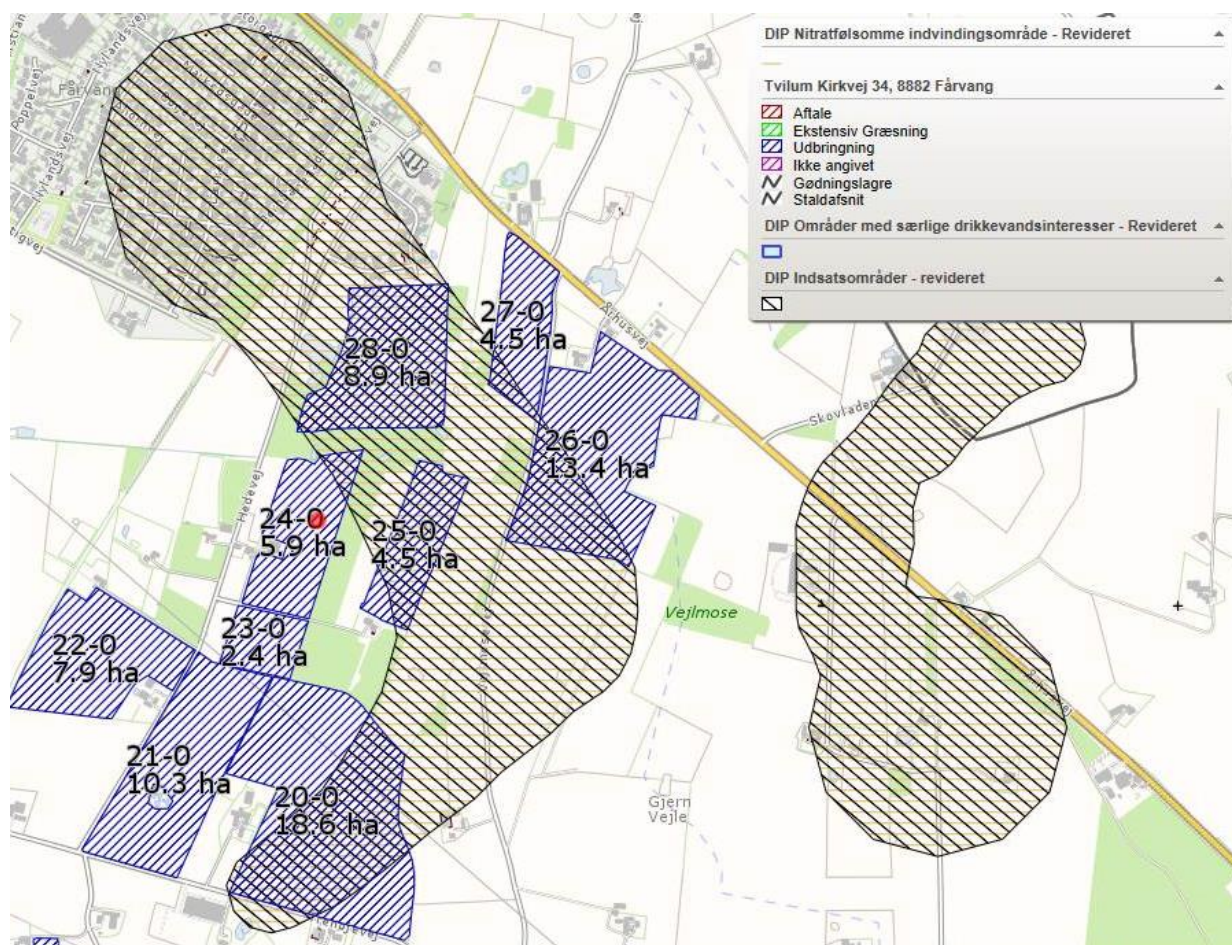 DIP Nitratfølsomme indvindingsområde - Revideret
Tvilum Kirkvej 34, 8882 Fårvang
Aftale
Ekstensiv Græsning
Udbringning
Ikke angivet
Gødningslagre
Staldafsnit
DIP Områder med særlige drikkevandsinteresser - Revideret
DIP Indsatsområder - revideret
Nylandsvej
Poppelvej
Fårvang
Nylandsvej
tigvej
27-0
4.5 ha
Århusvej
28-0
8.9 ha
Skovladen
26-0
13.4 ha
Hedevej
24-0
5.9 ha
25-0
4.5 ha
Vejlmose
23-0
2.4 ha
22-0
7.9 ha
21-0
10.3 ha
20-0
18.6 ha
Gjern
Vejle